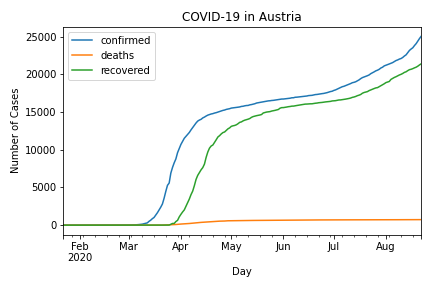 COVID-19 in Austria
confirmed
deaths
recovered
Number of Cases
25000
20000
15000
10000
5000
0
Feb Mar Apr May Jun Jul Aug
2020
Day